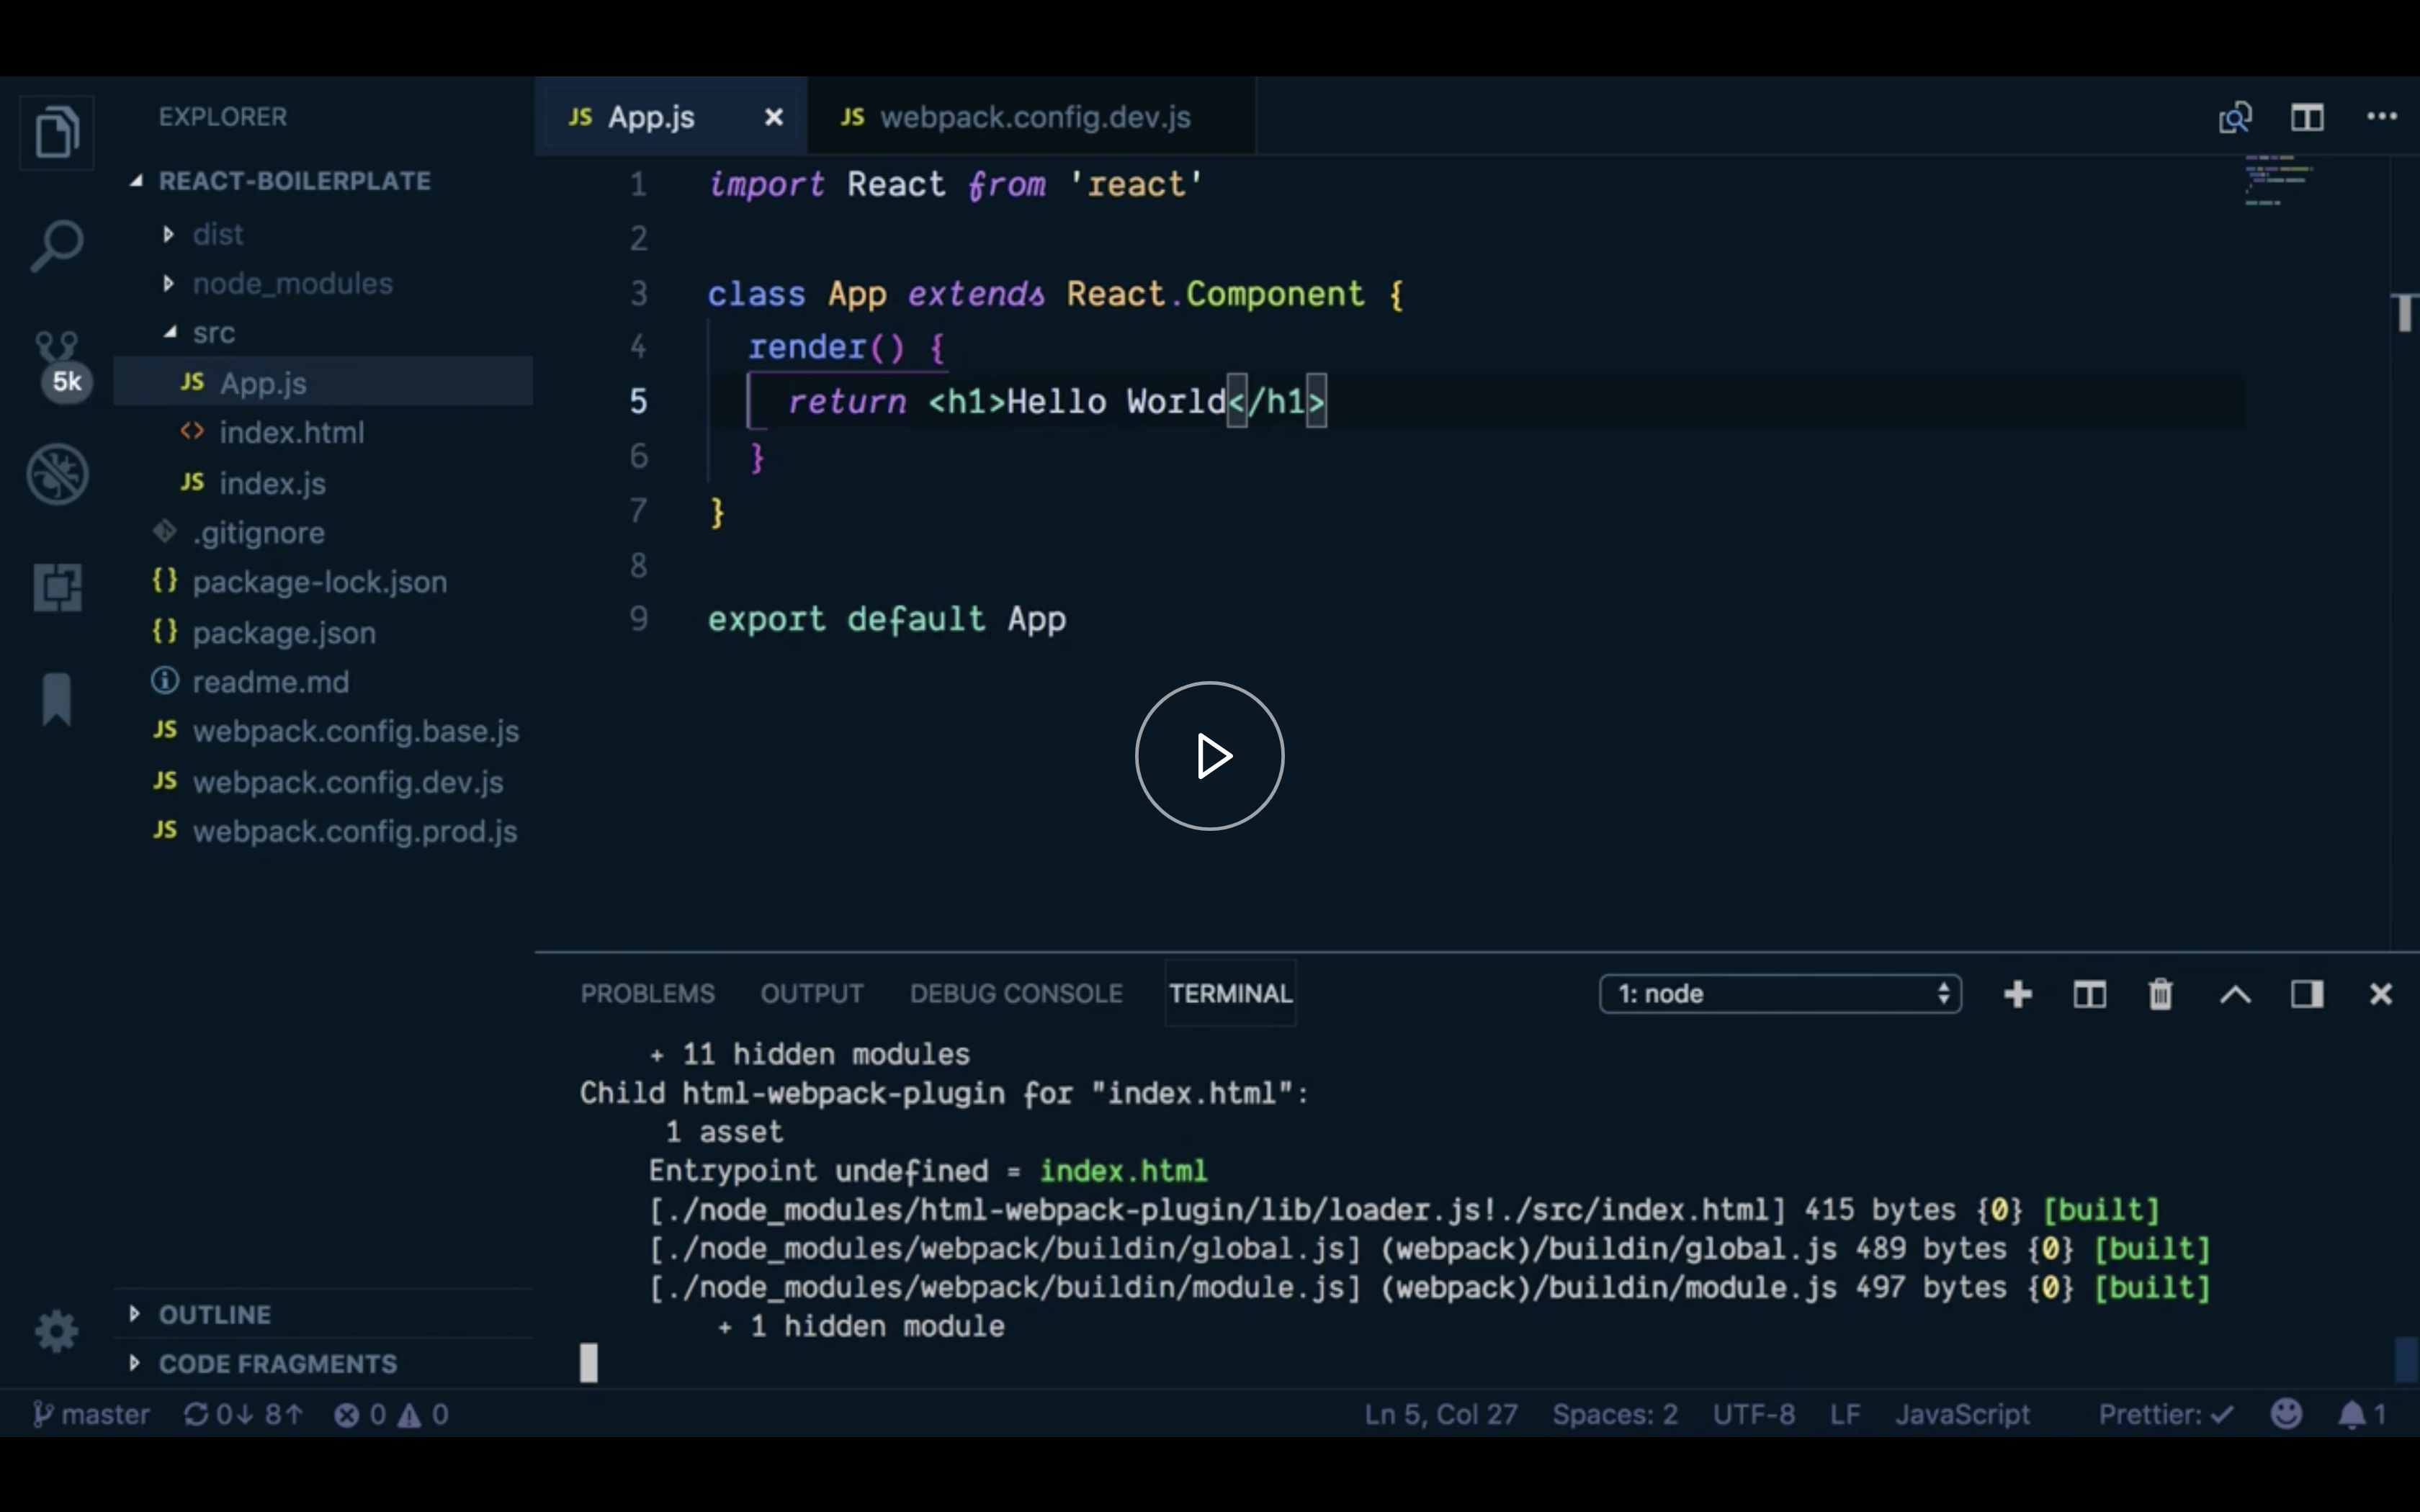 EXPLORER
REACT-BOILERPLATE
dist
node_modules
src
JS App.js
<> index.html
JS index.js
.gitignore
{} package-lock.json
{} package.json
readme.md
JS webpack.config.base.js
JS webpack.config.dev.js
JS webpack.config.prod.js
5k
OUTLINE
CODE FRAGMENTS
JS App.js
JS webpack.config.dev.js
1 import React from 'react'
2
3 class App extends React.Component {
4 render() {
5 return <h1>Hello World</h1>
6 }
7 }
8
9 export default App
PROBLEMS OUTPUT DEBUG CONSOLE TERMINAL 1: node
+ 11 hidden modules
Child html-webpack-plugin for "index.html":
1 asset
Entrypoint undefined = index.html
[./node_modules/html-webpack-plugin/lib/loader.js!./src/index.html] 415 bytes {0} [built]
[./node_modules/webpack/buildin/global.js] (webpack)/buildin/global.js 489 bytes {0} [built]
[./node_modules/webpack/buildin/module.js] (webpack)/buildin/module.js 497 bytes {0} [built]
+ 1 hidden module
master 0↓ 8↑ 0 0 Ln 5, Col 27 Spaces: 2 UTF-8 LF JavaScript Prettier: ✓ 1